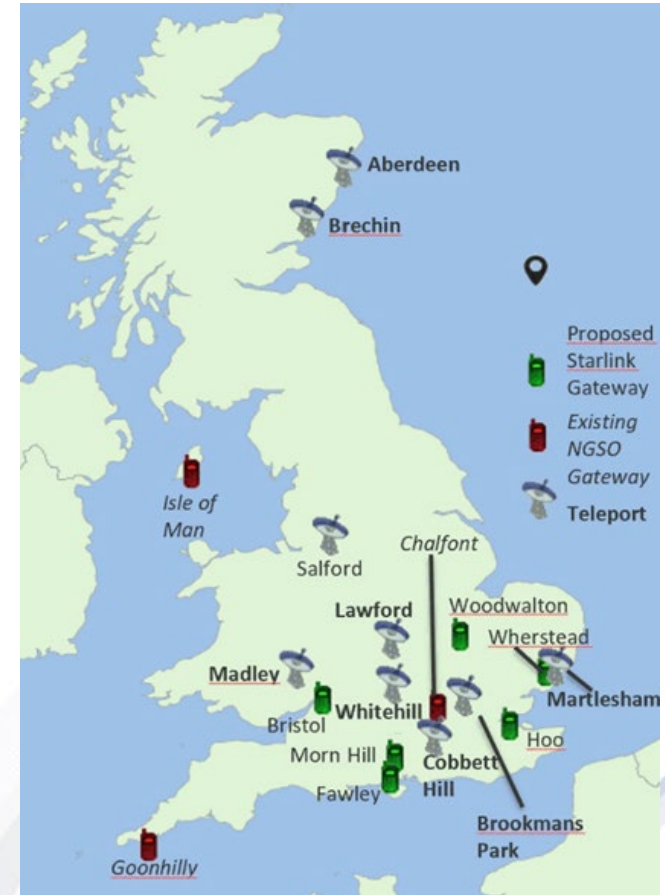 Aberdeen
Brechin
Proposed
Starlink
Gateway
Existing
NGSO
Gateway
Teleport
Isle of
Man
Chalfont
Salford
Lawford
Woodwalton
Wherstead
Madley
Martlesham
Whitehill
Bristol
Hoo
Morn Hill
Cobbett
Hill
Fawley
Brookmans
Park
Goonhilly